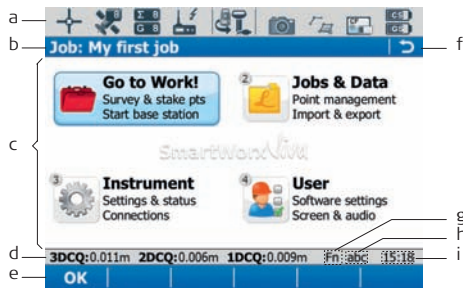 a
b Job: My first job f
c
Go to Work!
Survey & stake pts
Start base station
2
Jobs & Data
Point management
Import & export
SmartWorx Viva
3
Instrument
Settings & status
Connections
4
User
Software settings
Screen & audio
g
h
d 3DCQ:0.011m 2DCQ:0.006m 1DCQ:0.009m Fn abc 15:18 i
e OK